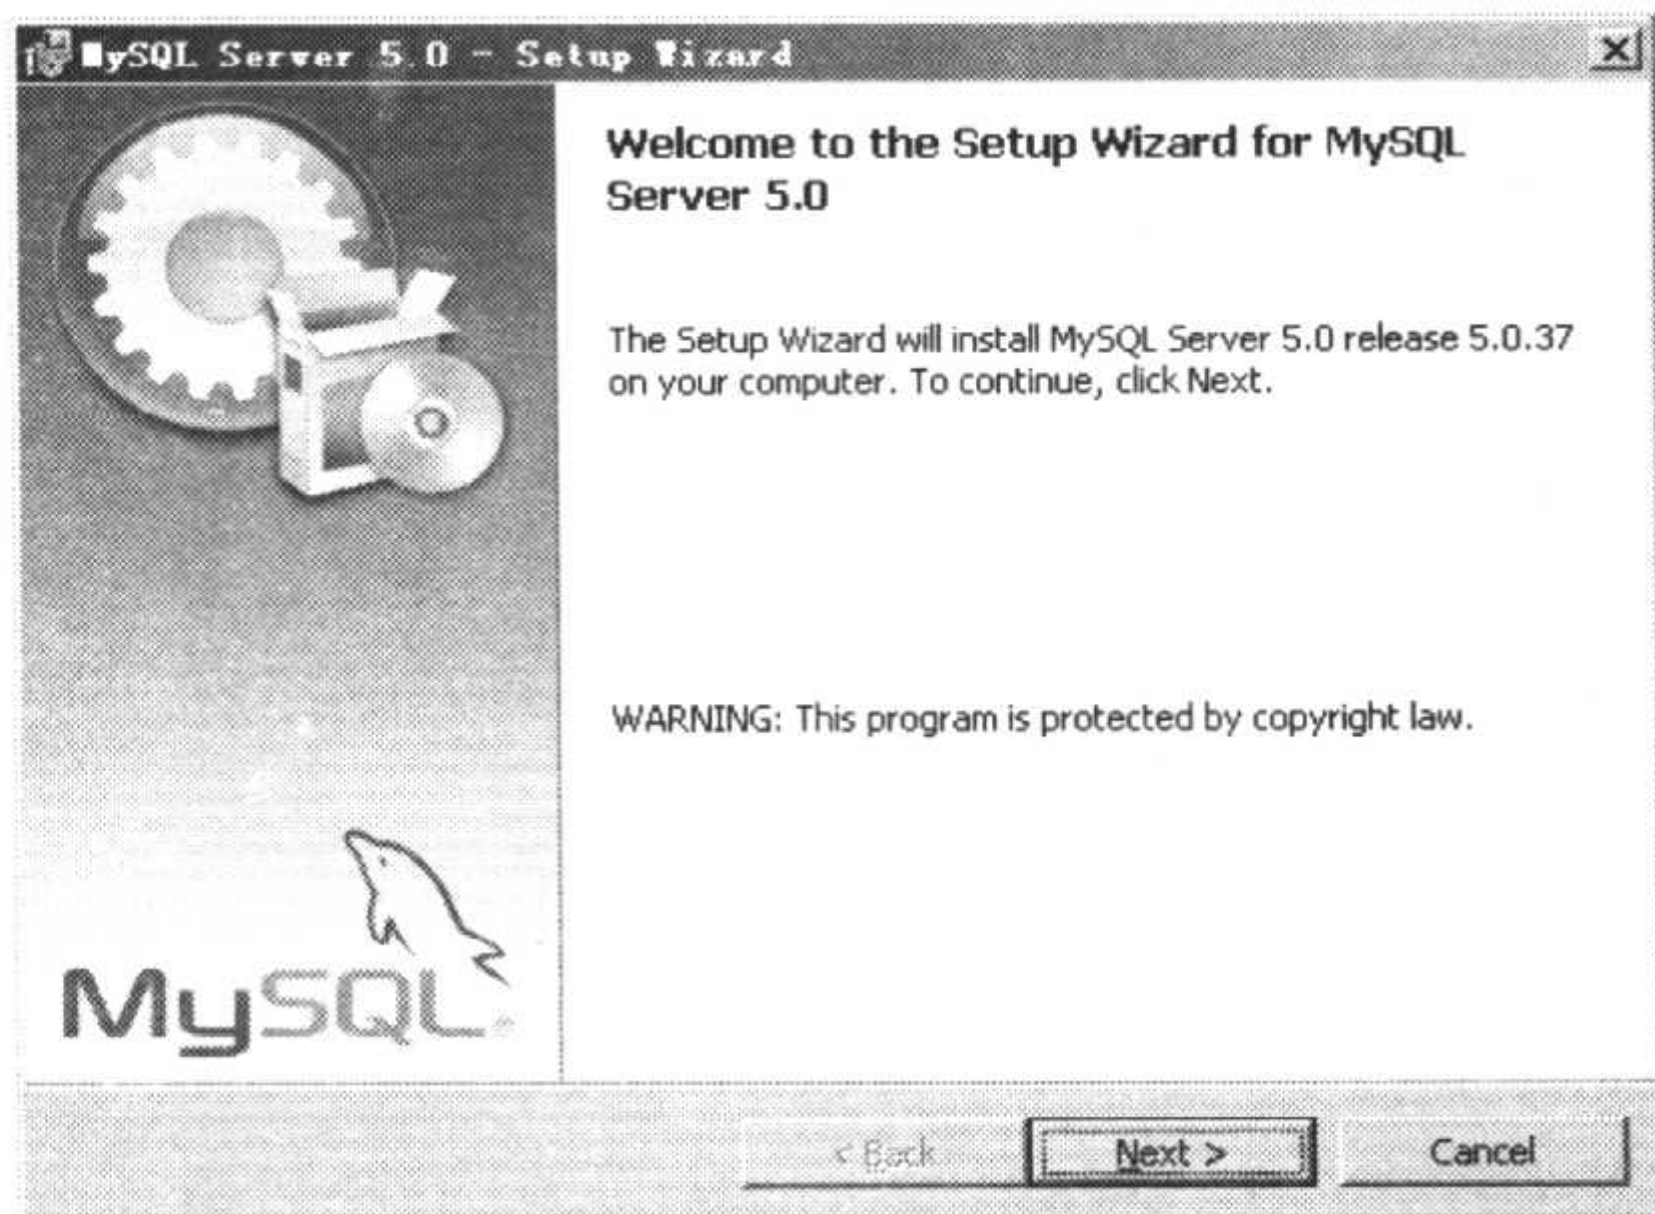 MySQL Server 5.0 - Setup Wizard
Welcome to the Setup Wizard for MySQL
Server 5.0
The Setup Wizard will install MySQL Server 5.0 release 5.0.37
on your computer. To continue, click Next.
WARNING: This program is protected by copyright law.
MySQL
< Back
Next >
Cancel